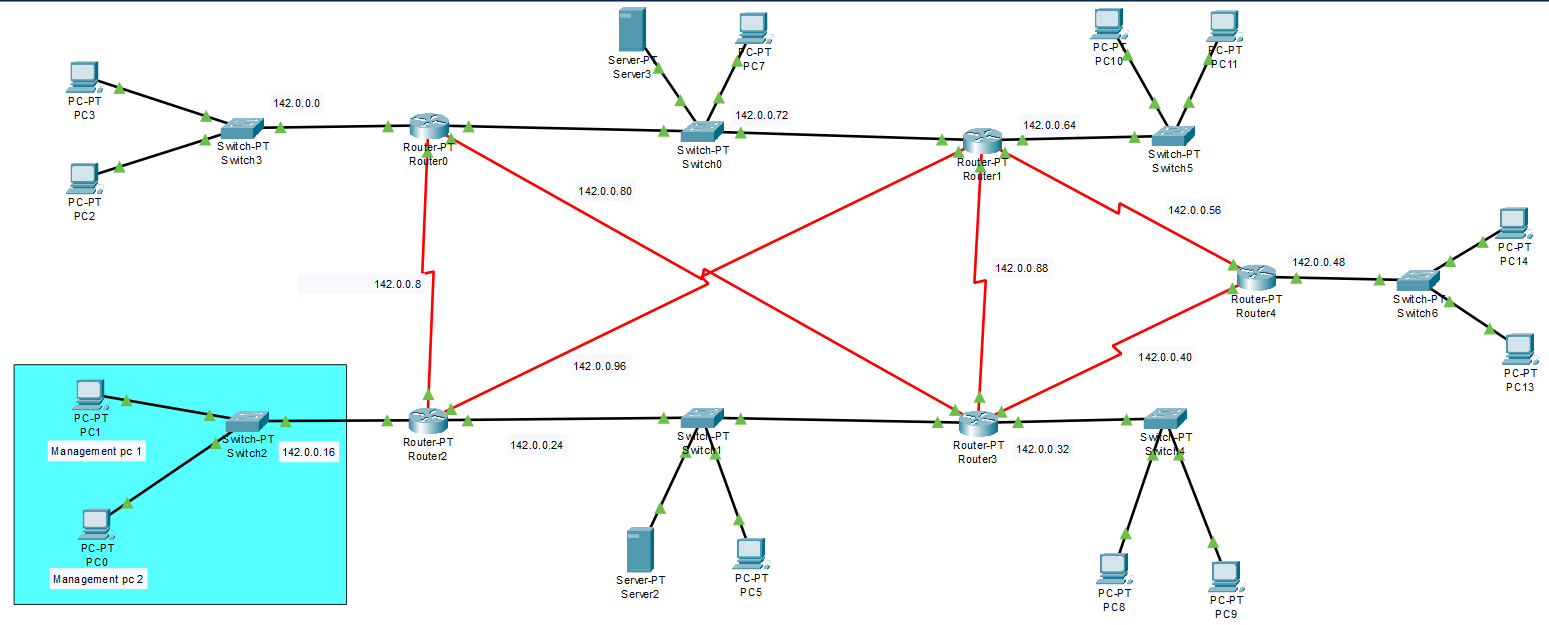 Server-PT
Server3
PC-PT
PC7
PC-PT
PC10
PC-PT
PC11
PC-PT
PC3
142.0.0.0
Switch-PT
Switch3
Router-PT
Router0
142.0.0.72
Switch-PT
Switch0
142.0.0.64
Router-PT
Router1
Switch-PT
Switch5
PC-PT
PC2
142.0.0.80
142.0.0.56
PC-PT
PC14
142.0.0.8
142.0.0.88
142.0.0.48
Router-PT
Router4
Switch-PT
Switch6
142.0.0.96
142.0.0.40
PC-PT
PC13
PC-PT
PC1
Management pc 1
Switch-PT
Switch2
142.0.0.16
Router-PT
Router2
142.0.0.24
Switch-PT
Switch1
Router-PT
Router3
142.0.0.32
Switch-PT
Switch4
PC-PT
PC0
Management pc 2
Server-PT
Server2
PC-PT
PC5
PC-PT
PC8
PC-PT
PC9